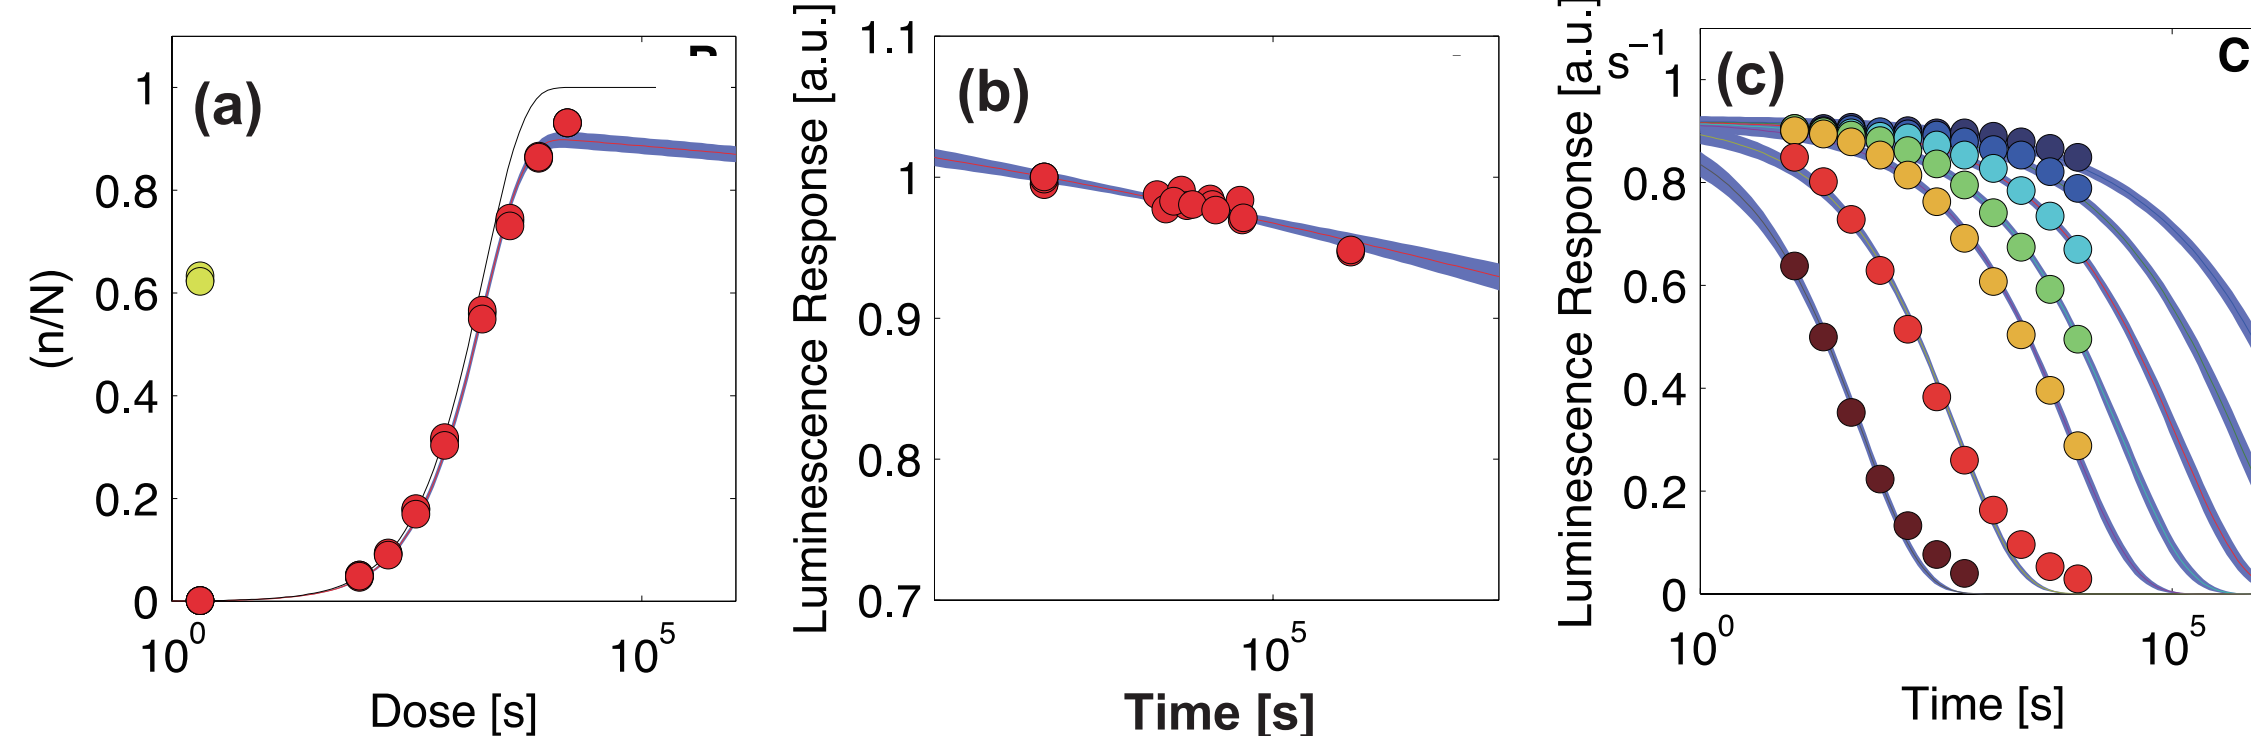 (a)
1
0.8
0.6
0.4
0.2
0
(n/N)
10^0
10^5
Dose [s]
(b)
1.1
1
0.9
0.8
0.7
Luminescence Response [a.u.]
10^5
Time [s]
(c)
C
s^-1
1
0.8
0.6
0.4
0.2
0
Luminescence Response [a.u.]
10^0
10^5
Time [s]